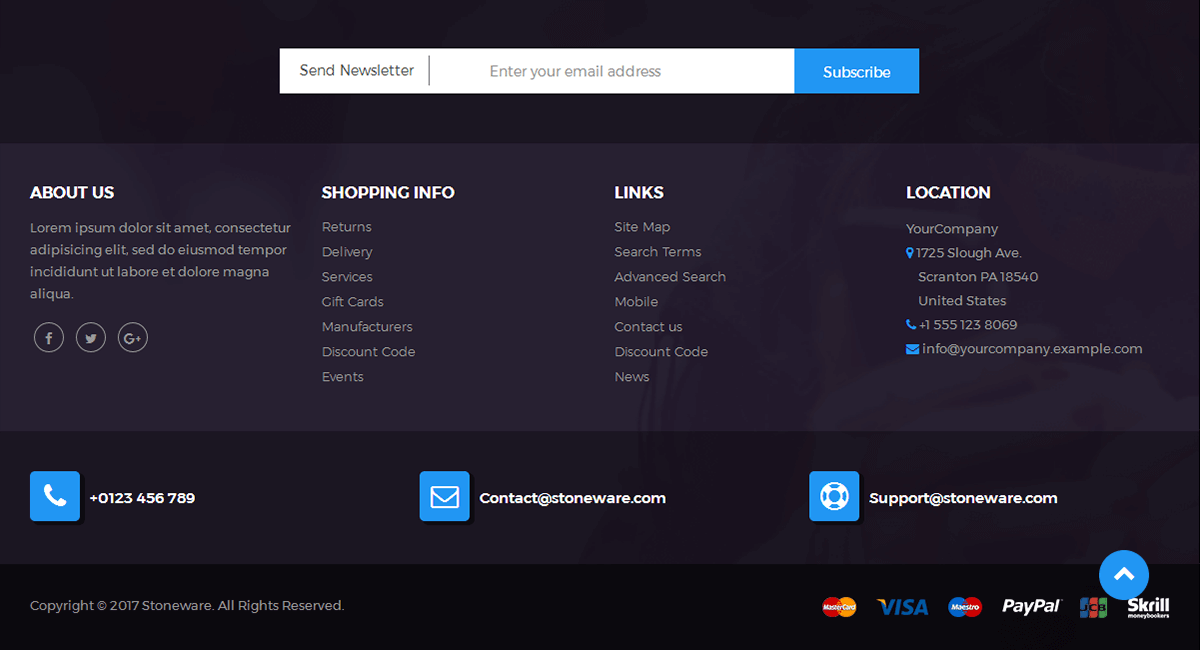 Send Newsletter
Enter your email address
Subscribe
ABOUT US
Lorem ipsum dolor sit amet, consectetur
adipisicing elit, sed do eiusmod tempor
incididunt ut labore et dolore magna
aliqua.
SHOPPING INFO
Returns
Delivery
Services
Gift Cards
Manufacturers
Discount Code
Events
LINKS
Site Map
Search Terms
Advanced Search
Mobile
Contact us
Discount Code
News
LOCATION
YourCompany
1725 Slough Ave.
Scranton PA 18540
United States
+1 555 123 8069
info@yourcompany.example.com
+0123 456 789
Contact@stoneware.com
Support@stoneware.com
Copyright © 2017 Stoneware. All Rights Reserved.
MasterCard
VISA
Maestro
PayPal
JCB
Skrill
moneybookers